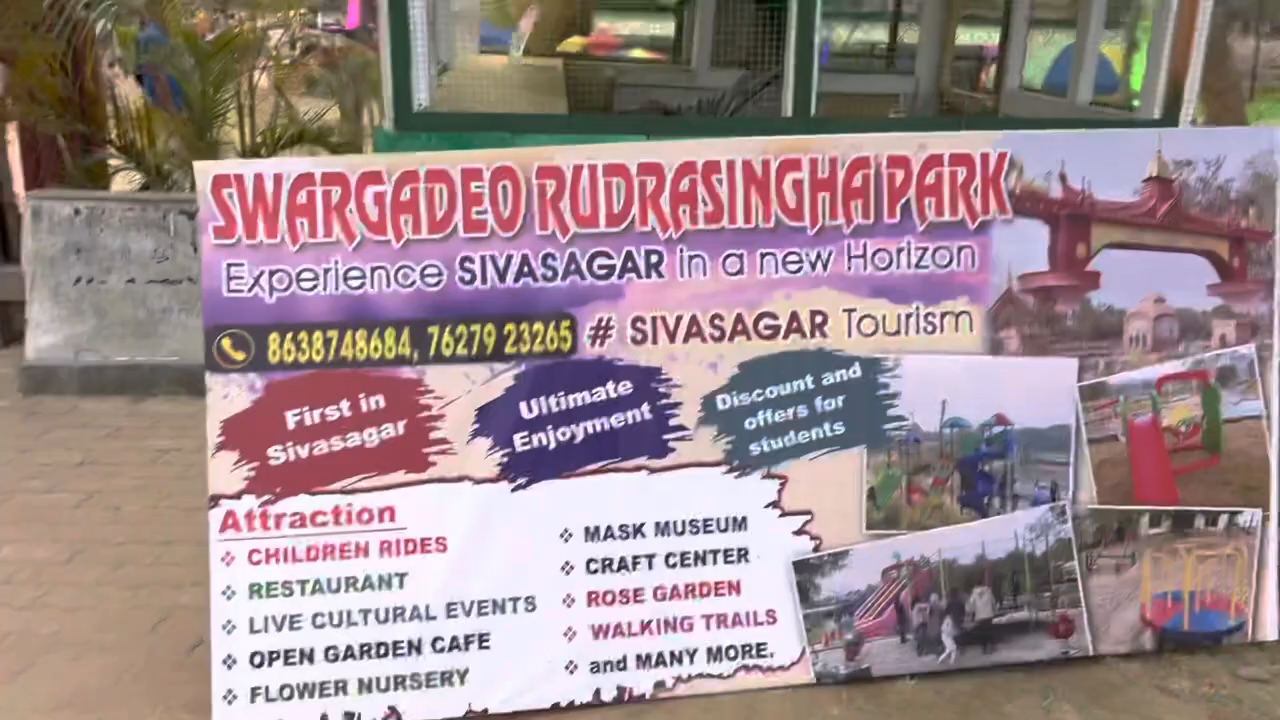 SWARGADEO RUDRASINGHA PARK
Experience SIVASAGAR in a new Horizon
8638748684, 76279 23265 # SIVASAGAR Tourism
First in
Sivasagar
Ultimate
Enjoyment
Discount and
offers for
students
Attraction
❖ CHILDREN RIDES
❖ RESTAURANT
❖ LIVE CULTURAL EVENTS
❖ OPEN GARDEN CAFE
❖ FLOWER NURSERY
❖ MASK MUSEUM
❖ CRAFT CENTER
❖ ROSE GARDEN
❖ WALKING TRAILS
❖ and MANY MORE.